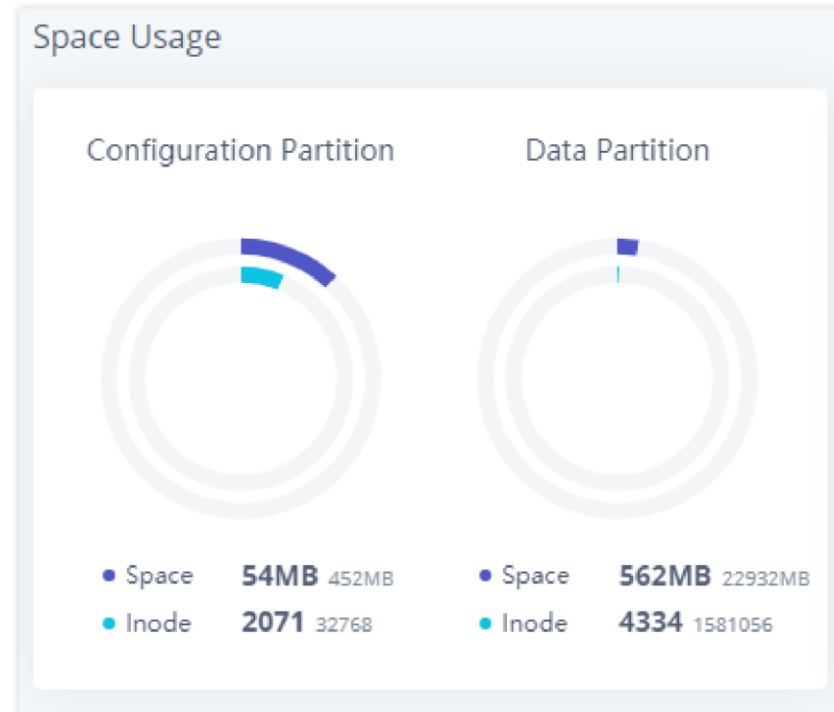 Space Usage
Configuration Partition
Data Partition
Space 54MB 452MB
Inode 2071 32768
Space 562MB 22932MB
Inode 4334 1581056